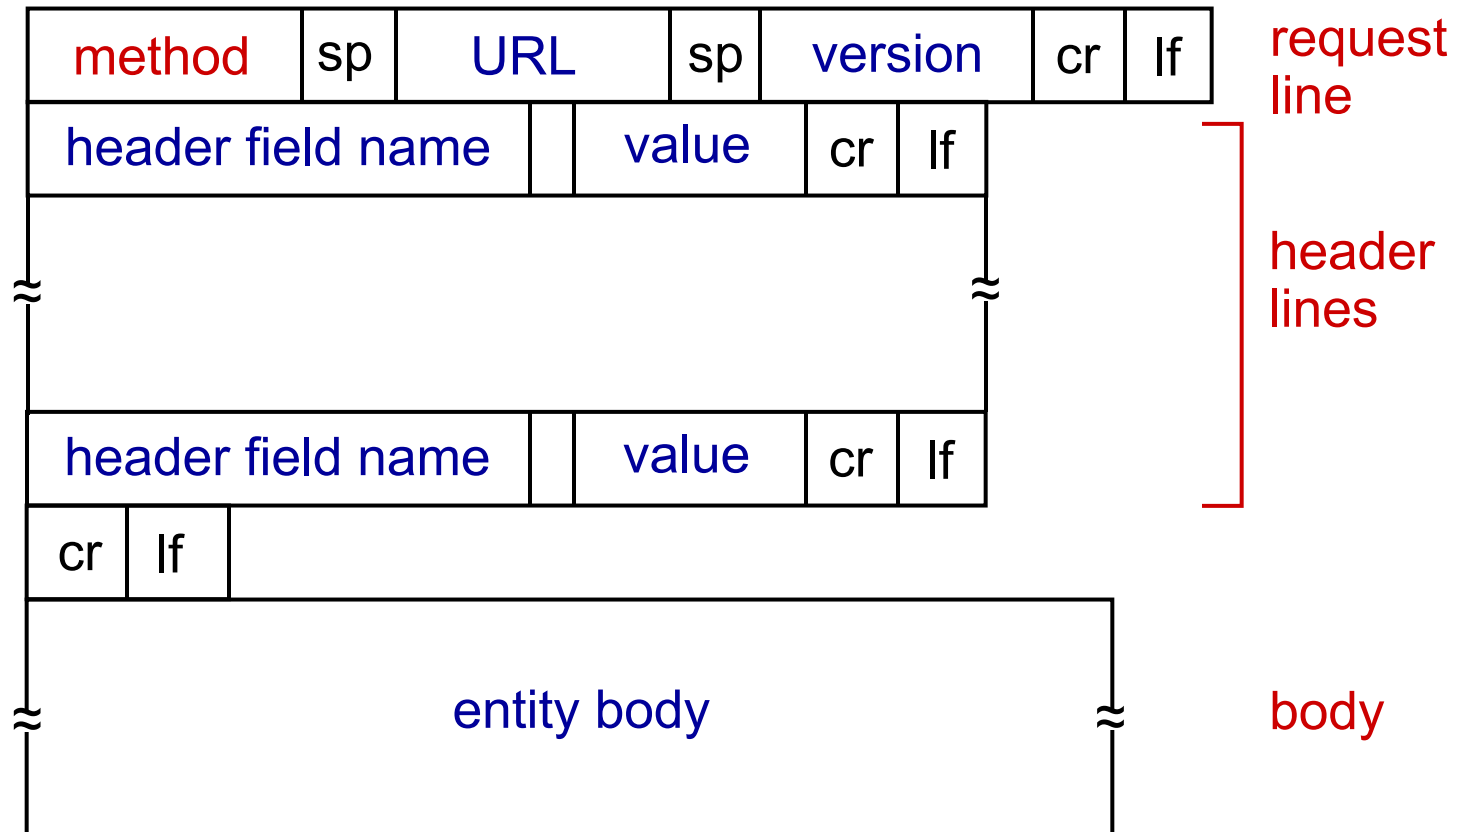 method sp URL sp version cr lf
request
line
header field name value cr lf
header
lines
header field name value cr lf
cr lf
entity body
body